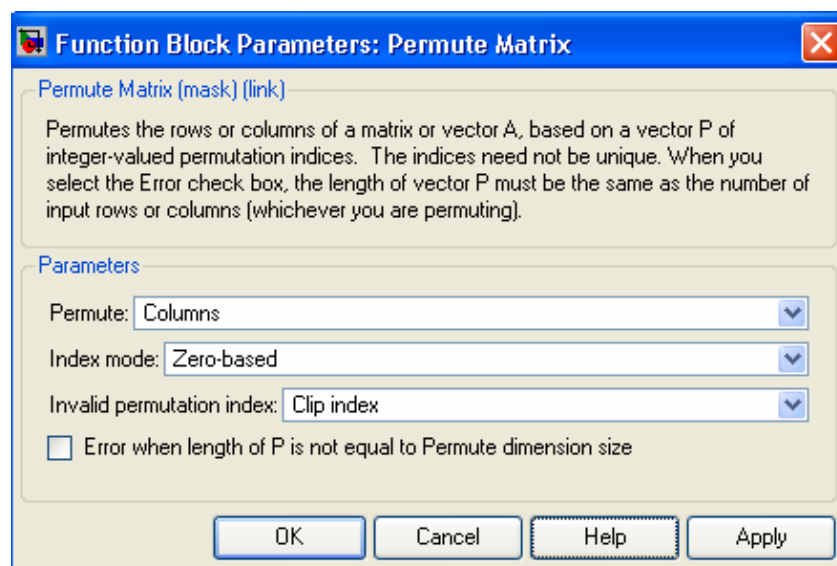 Function Block Parameters: Permute Matrix
Permute Matrix (mask) (link)
Permutes the rows or columns of a matrix or vector A, based on a vector P of
integer-valued permutation indices.  The indices need not be unique. When you
select the Error check box, the length of vector P must be the same as the number of
input rows or columns (whichever you are permuting).
Parameters
Permute: Columns
Index mode: Zero-based
Invalid permutation index: Clip index
Error when length of P is not equal to Permute dimension size
OK Cancel Help Apply